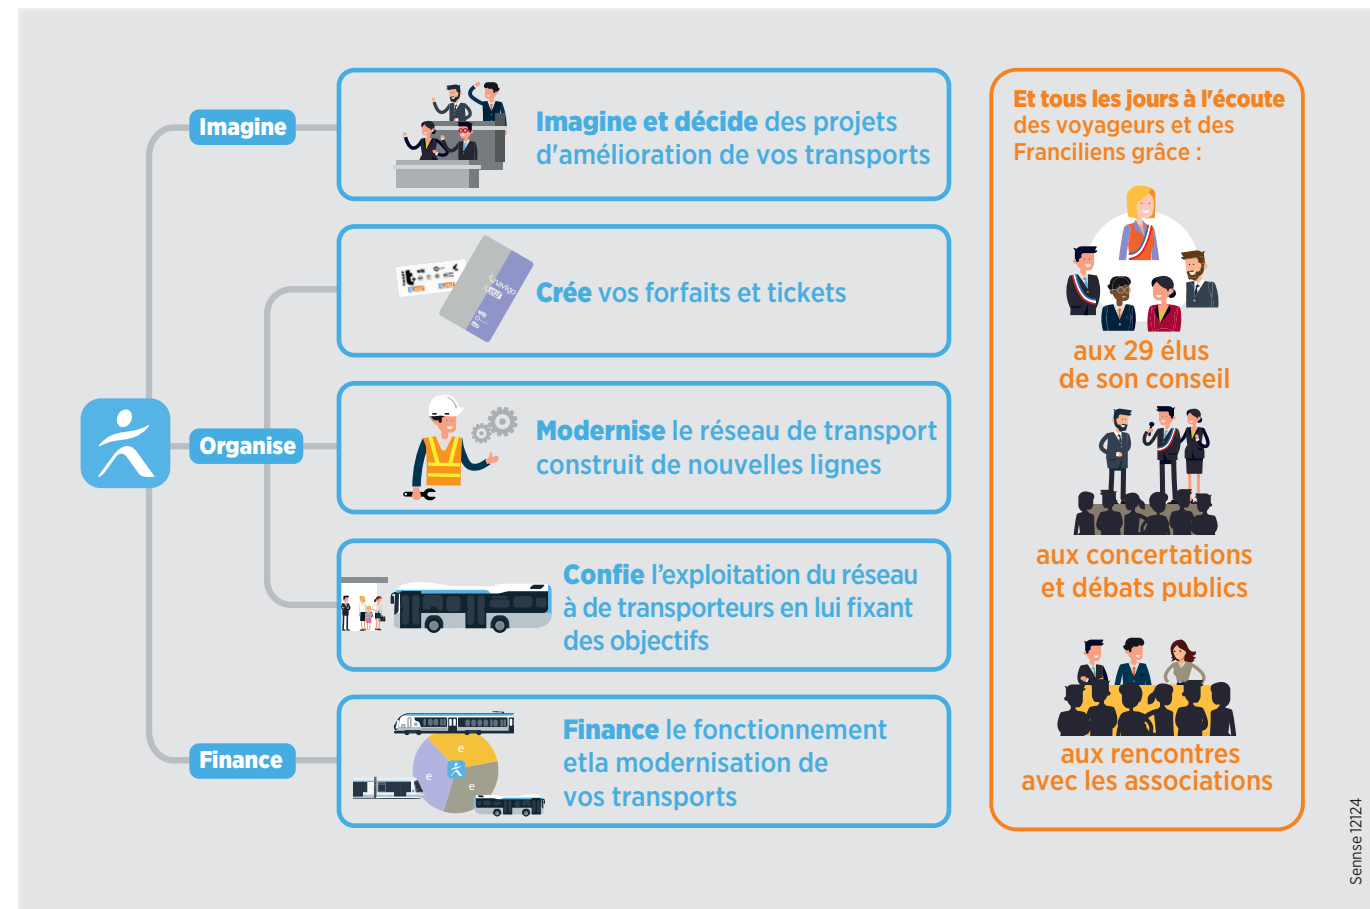 Imagine
Imagine et décide des projets
d'amélioration de vos transports
navigo
Crée vos forfaits et tickets
Organise
Modernise le réseau de transport
construit de nouvelles lignes
Confie l’exploitation du réseau
à de transporteurs en lui fixant
des objectifs
Finance
e
e
e
Finance le fonctionnement
etla modernisation de
vos transports
Et tous les jours à l'écoute
des voyageurs et des
Franciliens grâce :
aux 29 élus
de son conseil
aux concertations
et débats publics
aux rencontres
avec les associations
Sennse 12124